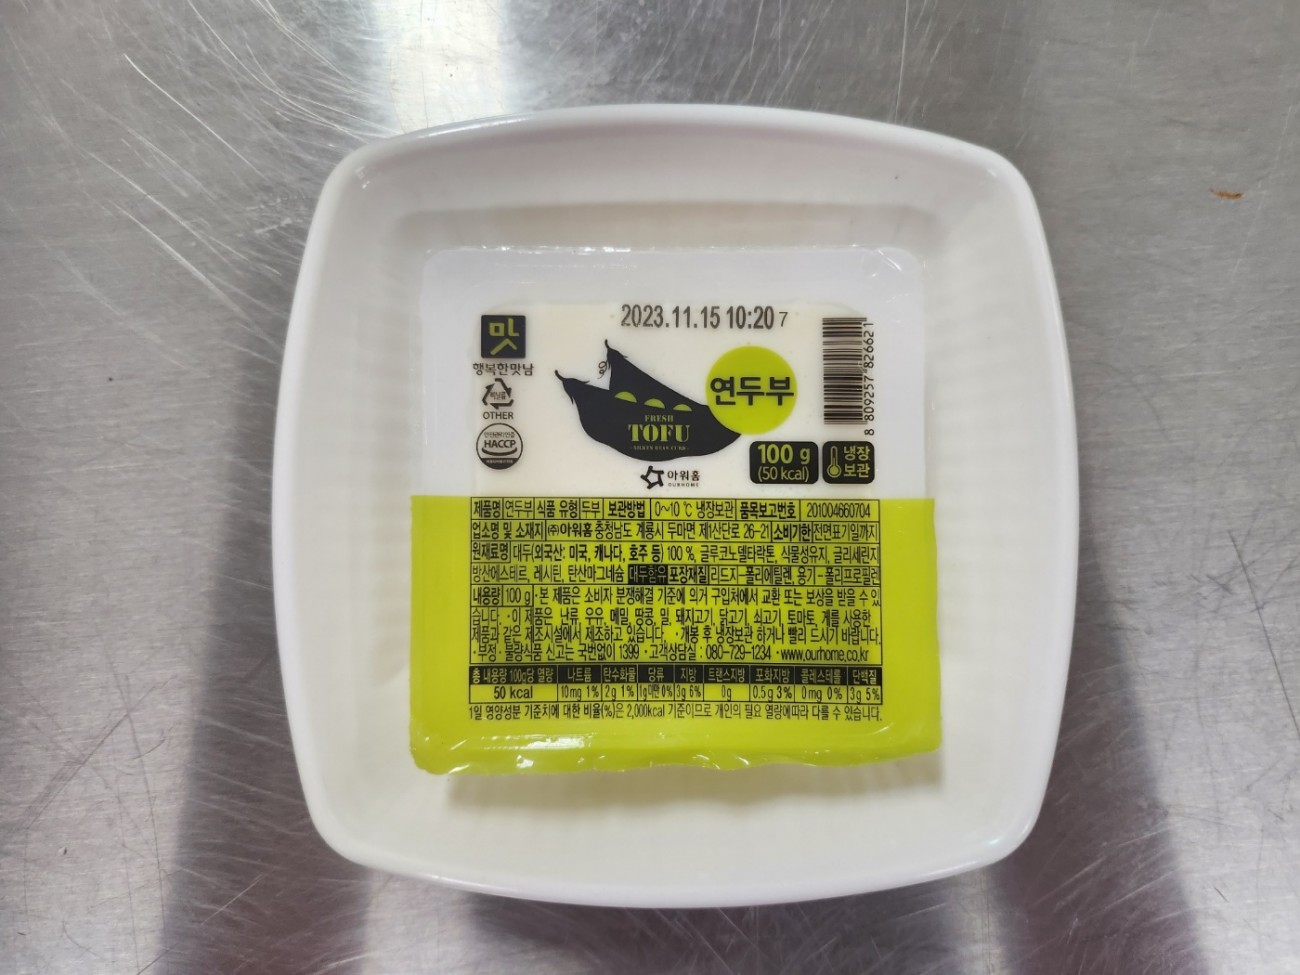 2023.11.15 10:20 7
맛
행복한맛남
비닐류
OTHER
HACCP
FRESH
TOFU
연두부
100 g
(50 kcal)
냉장
보관
아워홈
OURHOME
8 809257 826621
제품명 연두부 식품 유형 두부 보관방법 0~10 ℃ 냉장보관 품목보고번호 201004660704
업소명 및 소재지 (주)아워홈 충청남도 계룡시 두마면 제1산단로 26-21 소비기한 전면표기일까지
원재료명 대두(외국산: 미국, 캐나다, 호주 등) 100 %, 글루코노델타락톤, 식물성유지, 글리세린지
방산에스테르, 레시틴, 탄산마그네슘 대두함유 포장재질 리드지-폴리에틸렌, 용기-폴리프로필렌
내용량 100 g ·본 제품은 소비자 분쟁해결 기준에 의거 구입처에서 교환 또는 보상을 받을 수 있
습니다. ·이 제품은 난류, 우유, 메밀, 땅콩, 밀, 돼지고기, 닭고기, 쇠고기, 토마토, 게를 사용한
제품과 같은 제조시설에서 제조하고 있습니다. ·개봉 후 냉장보관 하거나 빨리 드시기 바랍니다.
·부정·불량식품 신고는 국번없이 1399 ·고객상담실 : 080-729-1234 ·www.ourhome.co.kr
총 내용량 100g당 열량 나트륨 탄수화물 당류 지방 트랜스지방 포화지방 콜레스테롤 단백질
50 kcal 10mg 1% 2g 1% 1g미만 0% 3g 6% 0g 0.5g 3% 0mg 0% 3g 5%
1일 영양성분 기준치에 대한 비율(%)은 2,000kcal 기준이므로 개인의 필요 열량에따라 다를 수 있습니다.